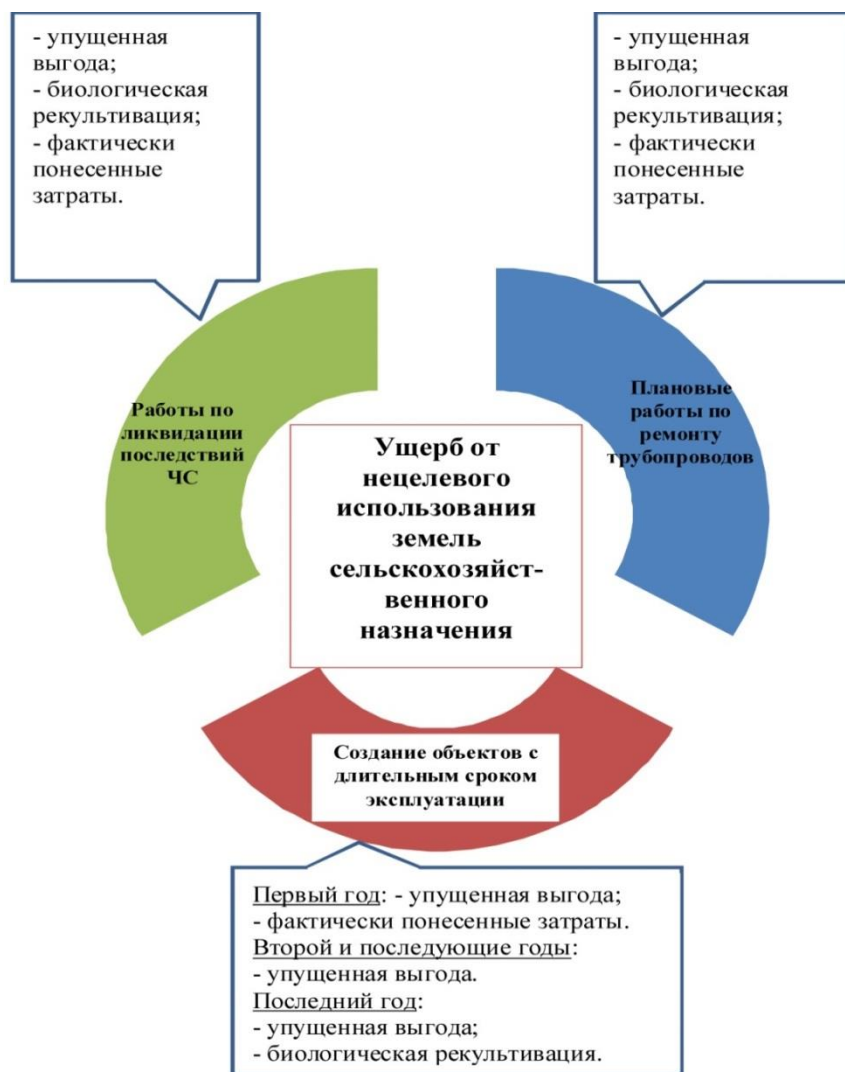 - упущенная
выгода;
- биологическая
рекультивация;
- фактически
понесенные
затраты.
- упущенная
выгода;
- биологическая
рекультивация;
- фактически
понесенные
затраты.
Работы по
ликвидации
последствий
ЧС
Плановые
работы по
ремонту
трубопроводов
Ущерб от
нецелевого
использования
земель
сельскохозяйст-
венного
назначения
Создание объектов с
длительным сроком
эксплуатации
Первый год: - упущенная выгода;
- фактически понесенные затраты.
Второй и последующие годы:
- упущенная выгода.
Последний год:
- упущенная выгода;
- биологическая рекультивация.